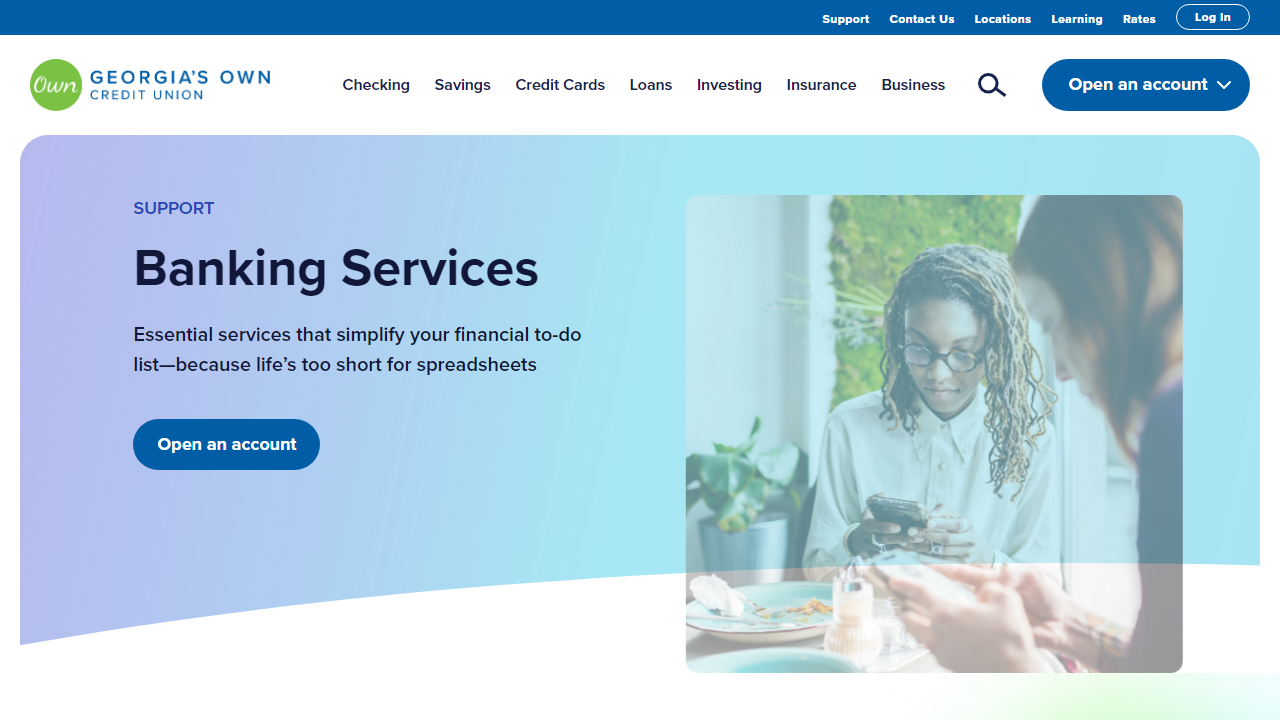 Support Contact Us Locations Learning Rates Log In
Own GEORGIA'S OWN
CREDIT UNION
Checking Savings Credit Cards Loans Investing Insurance Business Open an account
SUPPORT
Banking Services
Essential services that simplify your financial to-do
list—because life’s too short for spreadsheets
Open an account